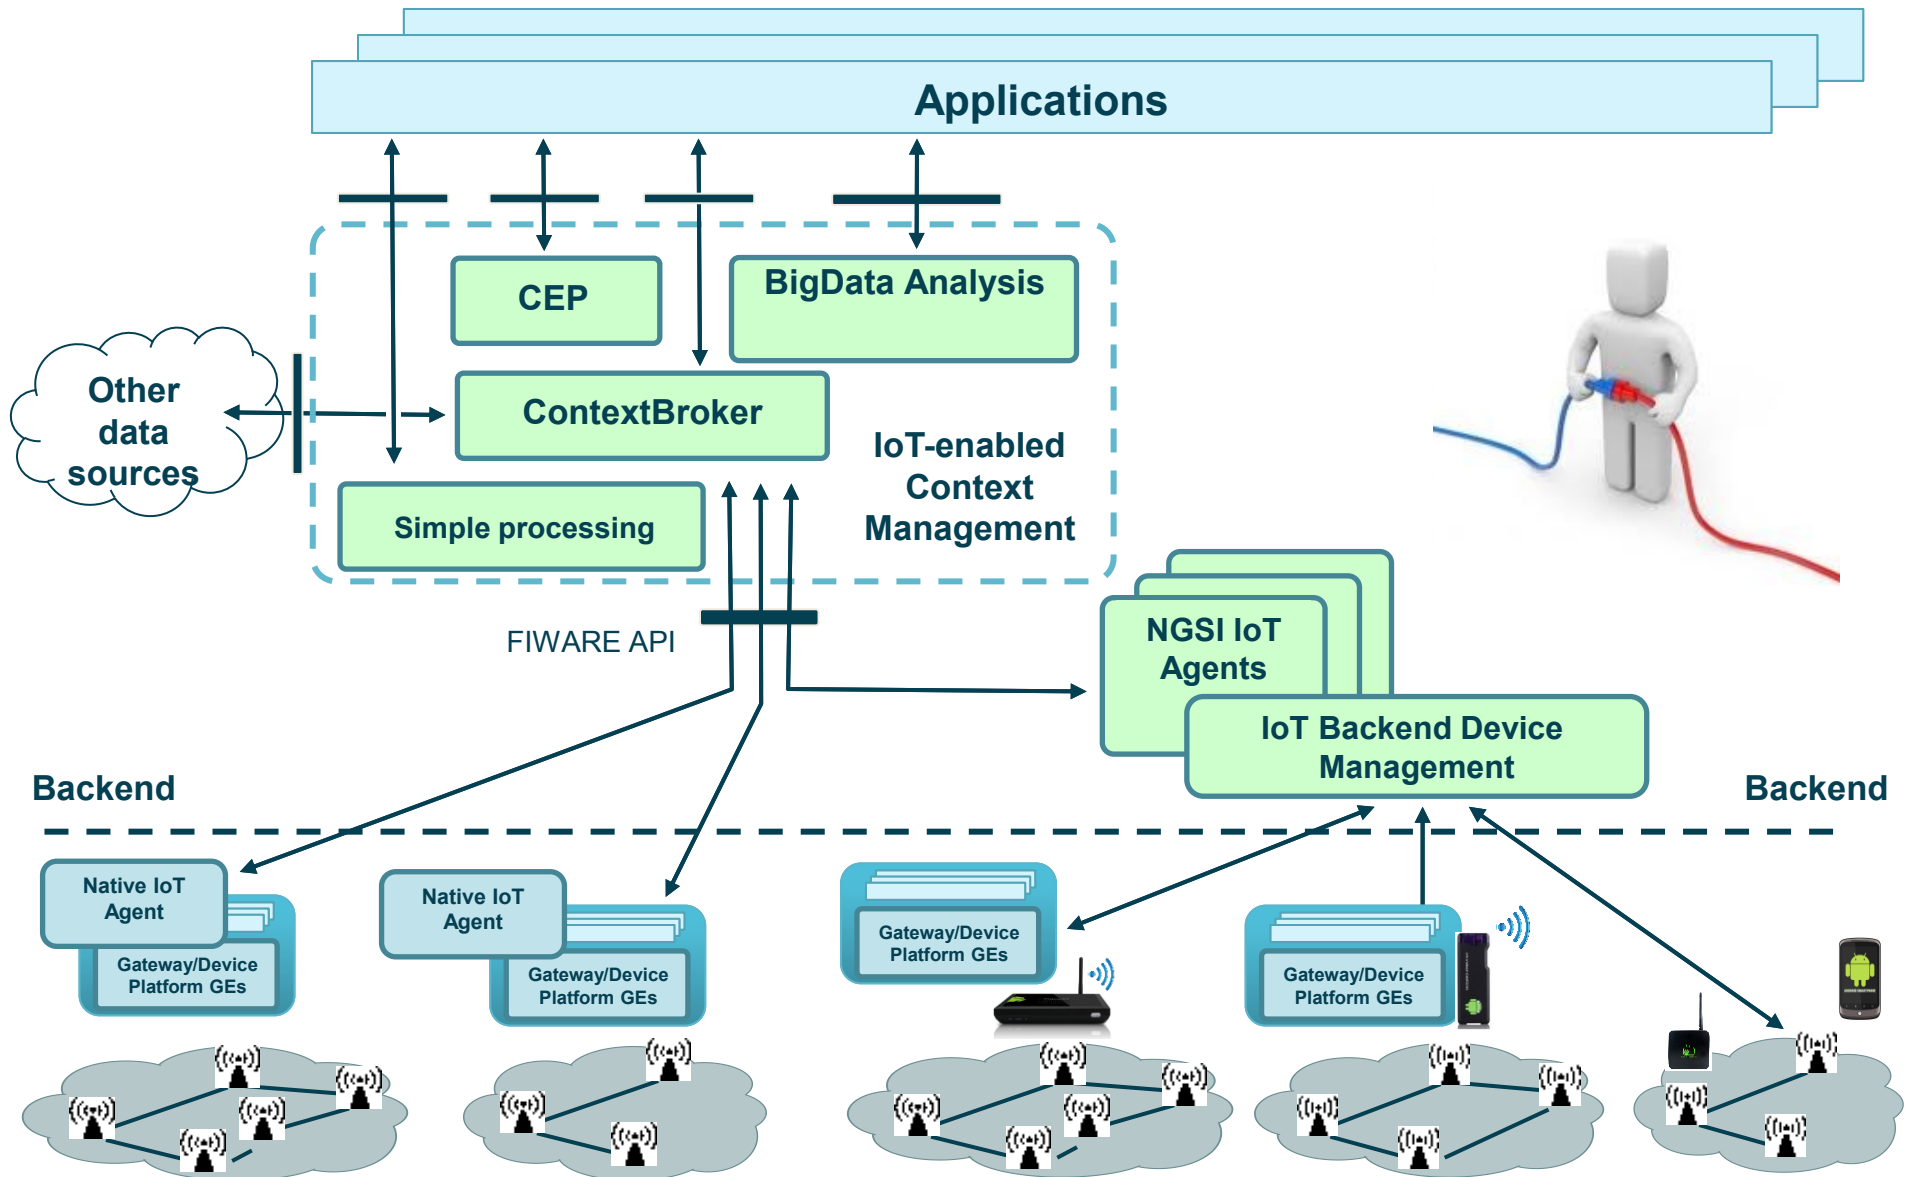 Applications
CEP
BigData Analysis
Other
data
sources
ContextBroker
IoT-enabled
Context
Management
Simple processing
FIWARE API
NGSI IoT
Agents
IoT Backend Device
Management
Backend
Backend
Native IoT
Agent
Gateway/Device
Platform GEs
Native IoT
Agent
Gateway/Device
Platform GEs
Gateway/Device
Platform GEs
Gateway/Device
Platform GEs